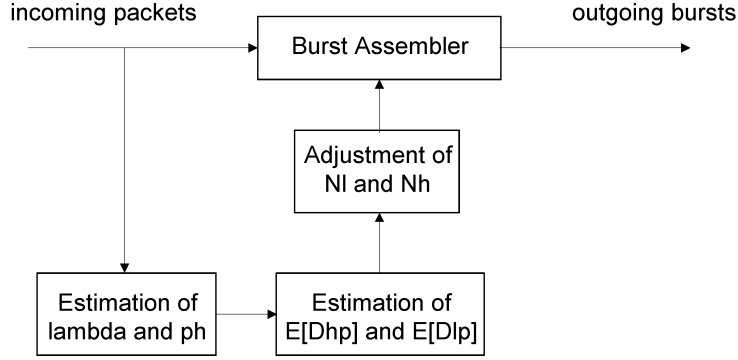 incoming packets
outgoing bursts
Burst Assembler
Adjustment of
Nl and Nh
Estimation of
lambda and ph
Estimation of
E[Dhp] and E[Dlp]